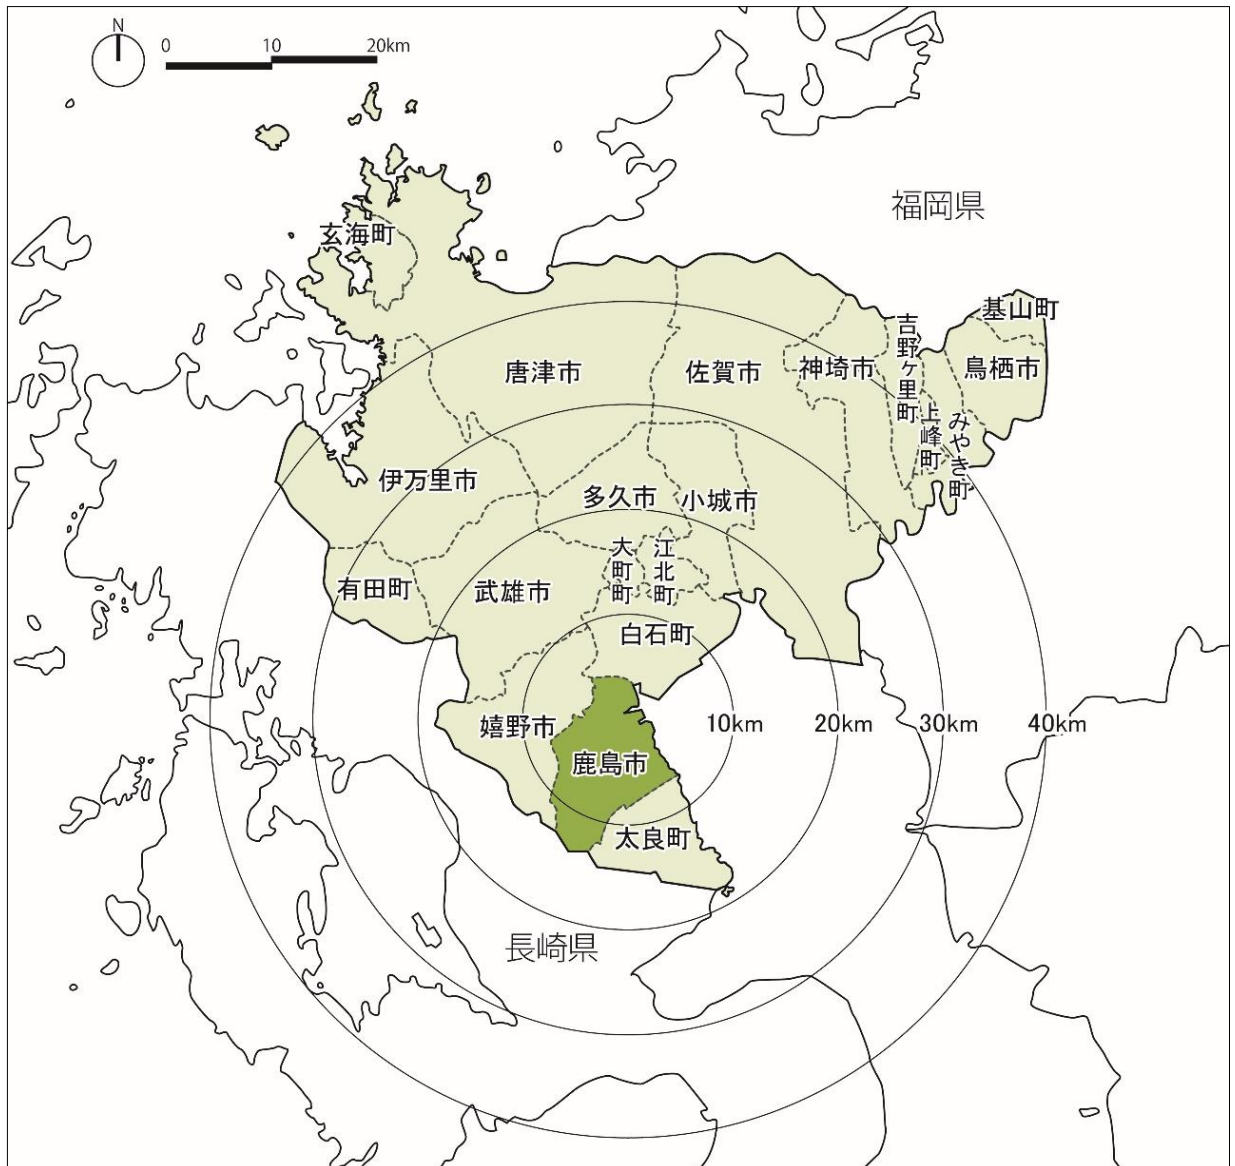 N
0 10 20km
福岡県
玄海町
基山町
吉野ヶ里町
唐津市
佐賀市
神埼市
鳥栖市
上峰町
みやき町
伊万里市
多久市
小城市
大町町
江北町
有田町
武雄市
白石町
嬉野市
10km
20km
30km
40km
鹿島市
太良町
長崎県